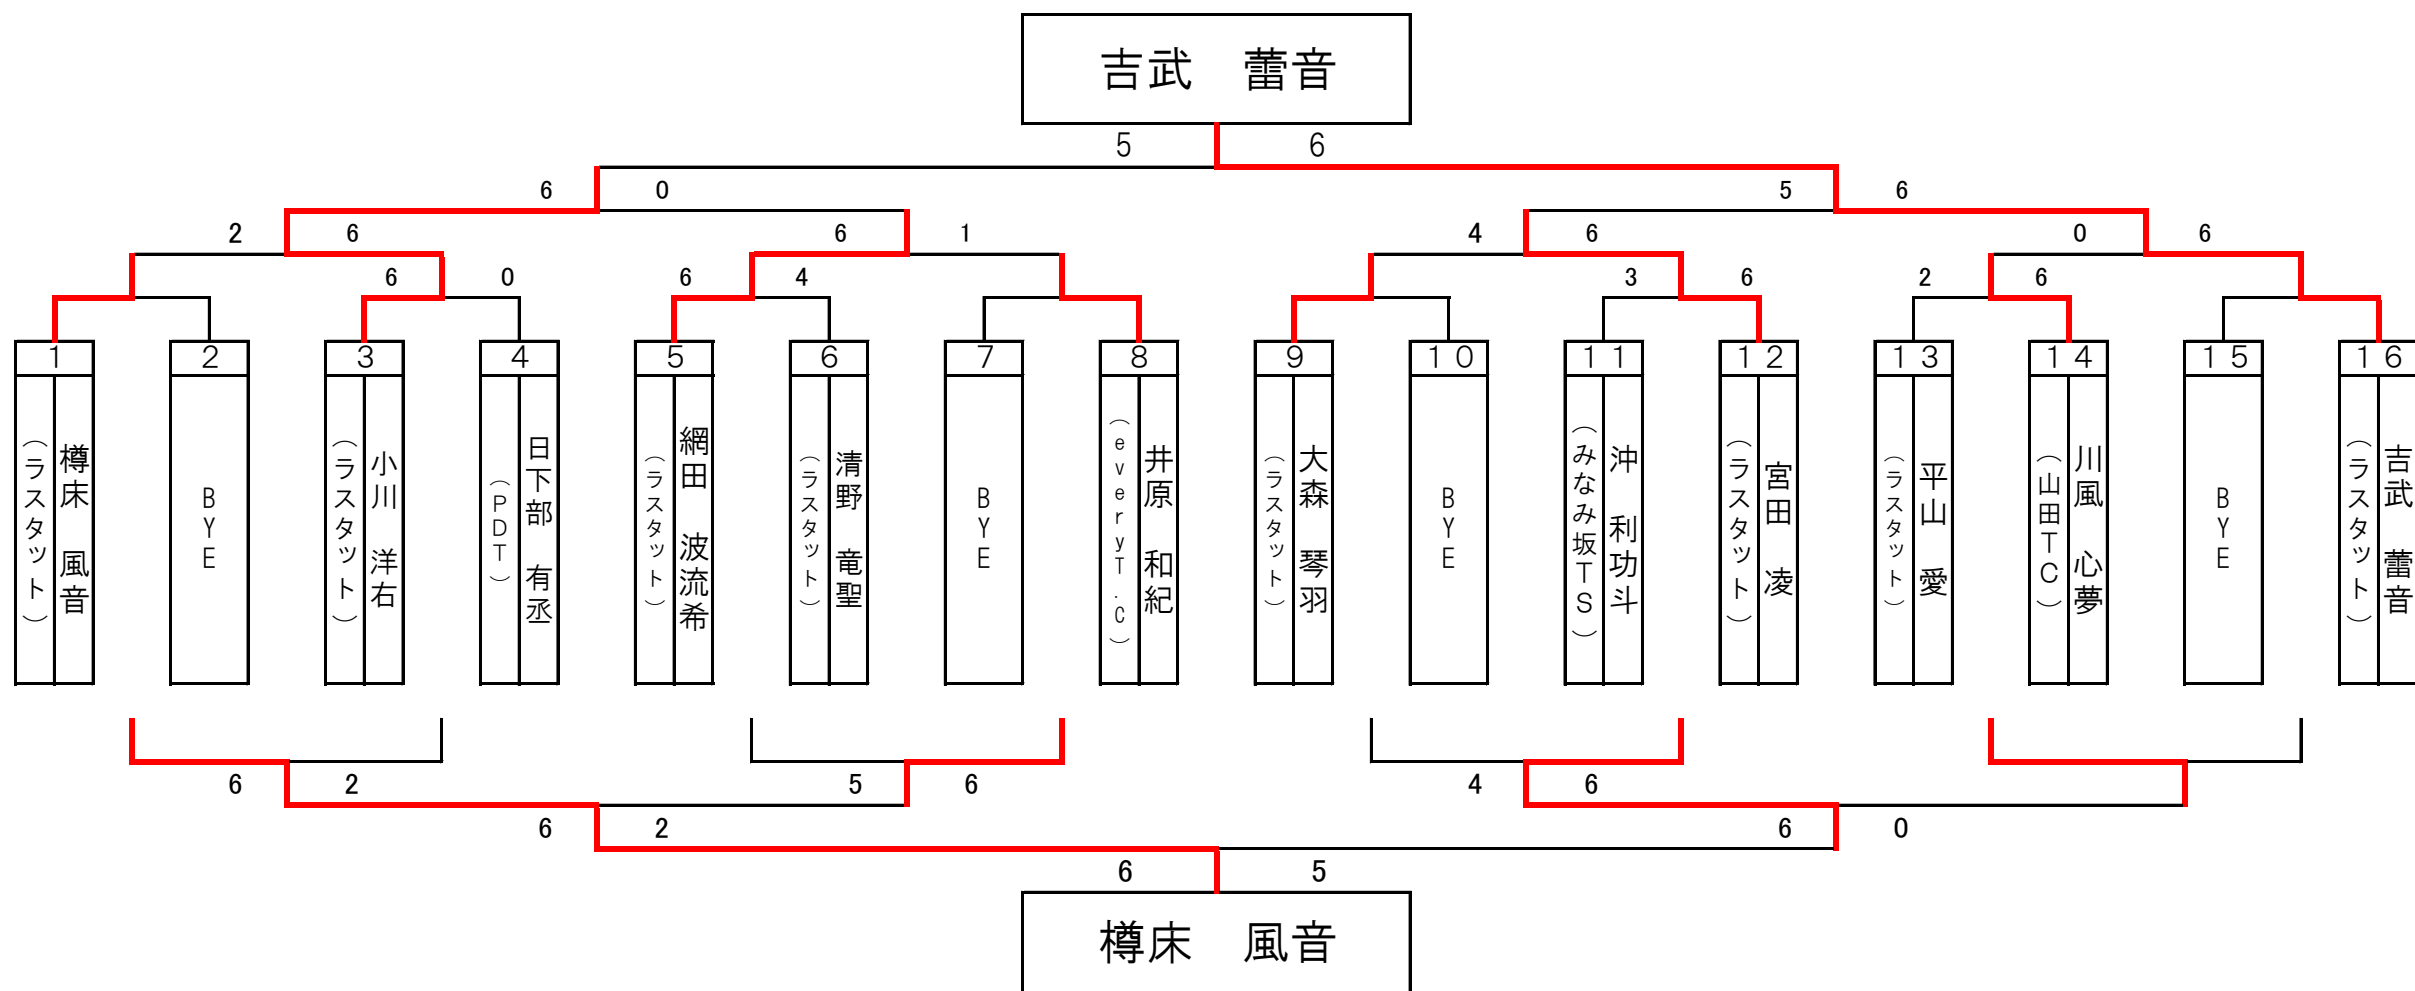 吉武　蕾音
5 6
6 0 5 6
2 6 6 1 4 6 0 6
6 0 6 4 3 6 2 6
1 2 3 4 5 6 7 8 9 10 11 12 13 14 15 16
樽床　風音
（ラスタット）
BYE
小川　洋右
（ラスタット）
日下部　有丞
（PDT）
網田　波流希
（ラスタット）
清野　竜聖
（ラスタット）
BYE
井原　和紀
（everyT.C）
大森　琴羽
（ラスタット）
BYE
沖　利功斗
（みなみ坂TS）
宮田　凌
（ラスタット）
平山　愛
（ラスタット）
川風　心夢
（山田TC）
BYE
吉武　蕾音
（ラスタット）
6 2 5 6 4 6
6 2 6 0
6 5
樽床　風音